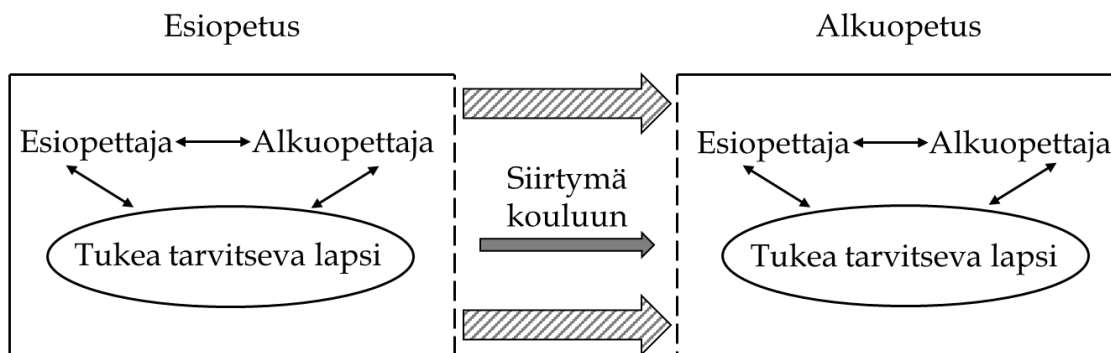 Esiopetus
Alkuopetus
Esiopettaja
Alkuopettaja
Tukea tarvitseva lapsi
Siirtymä
kouluun
Esiopettaja
Alkuopettaja
Tukea tarvitseva lapsi